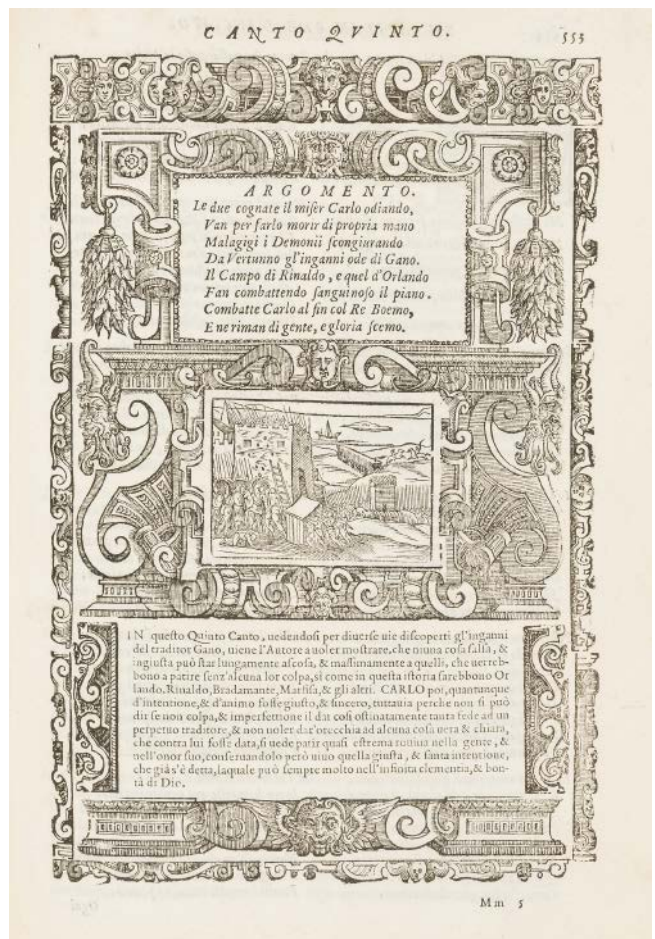 CANTO QVINTO. 553
ARGOMENTO.
Le due cognate il miser Carlo odiando,
Van per farlo morir di propria mano
Malagigi i Demonii scongiurando
Da Vertunno gl'inganni ode di Gano.
Il Campo di Rinaldo, e quel d'Orlando
Fan combattendo sanguinoso il piano.
Combatte Carlo al fin col Re Boemo,
E ne riman di gente, e gloria scemo.
IN questo Quinto Canto, uedendosi per diuerse uie discoperti gl'inganni
del traditor Gano, uiene l'Autore a uoler mostrare, che niuna cosa falsa, &
ingiusta può star lungamente ascosa, & massimamente a quelli, che uerreb-
bono a patire senz'alcuna lor colpa, sì come in questa istoria sarebbono Or
lando, Rinaldo, Bradamante, Marfisa, & gli altri. CARLO poi, quantunque
d'intentione, & d'animo fosse giusto, & sincero, tuttauia perche non si può
dir se non colpa, & imperfettione il dar così ostinatamente tanta fede ad un
perpetuo traditore, & non uoler dar'orecchia ad alcuna cosa uera & chiara,
che contra lui fosse data, si uede patir quasi estrema rouina nella gente, &
nell'onor suo, conseruandolo però uiuo quella giusta, & santa intentione,
che già s'è detta, laquale può sempre molto nell'infinita clementia, & bon-
tà di Dio.
Mm 5